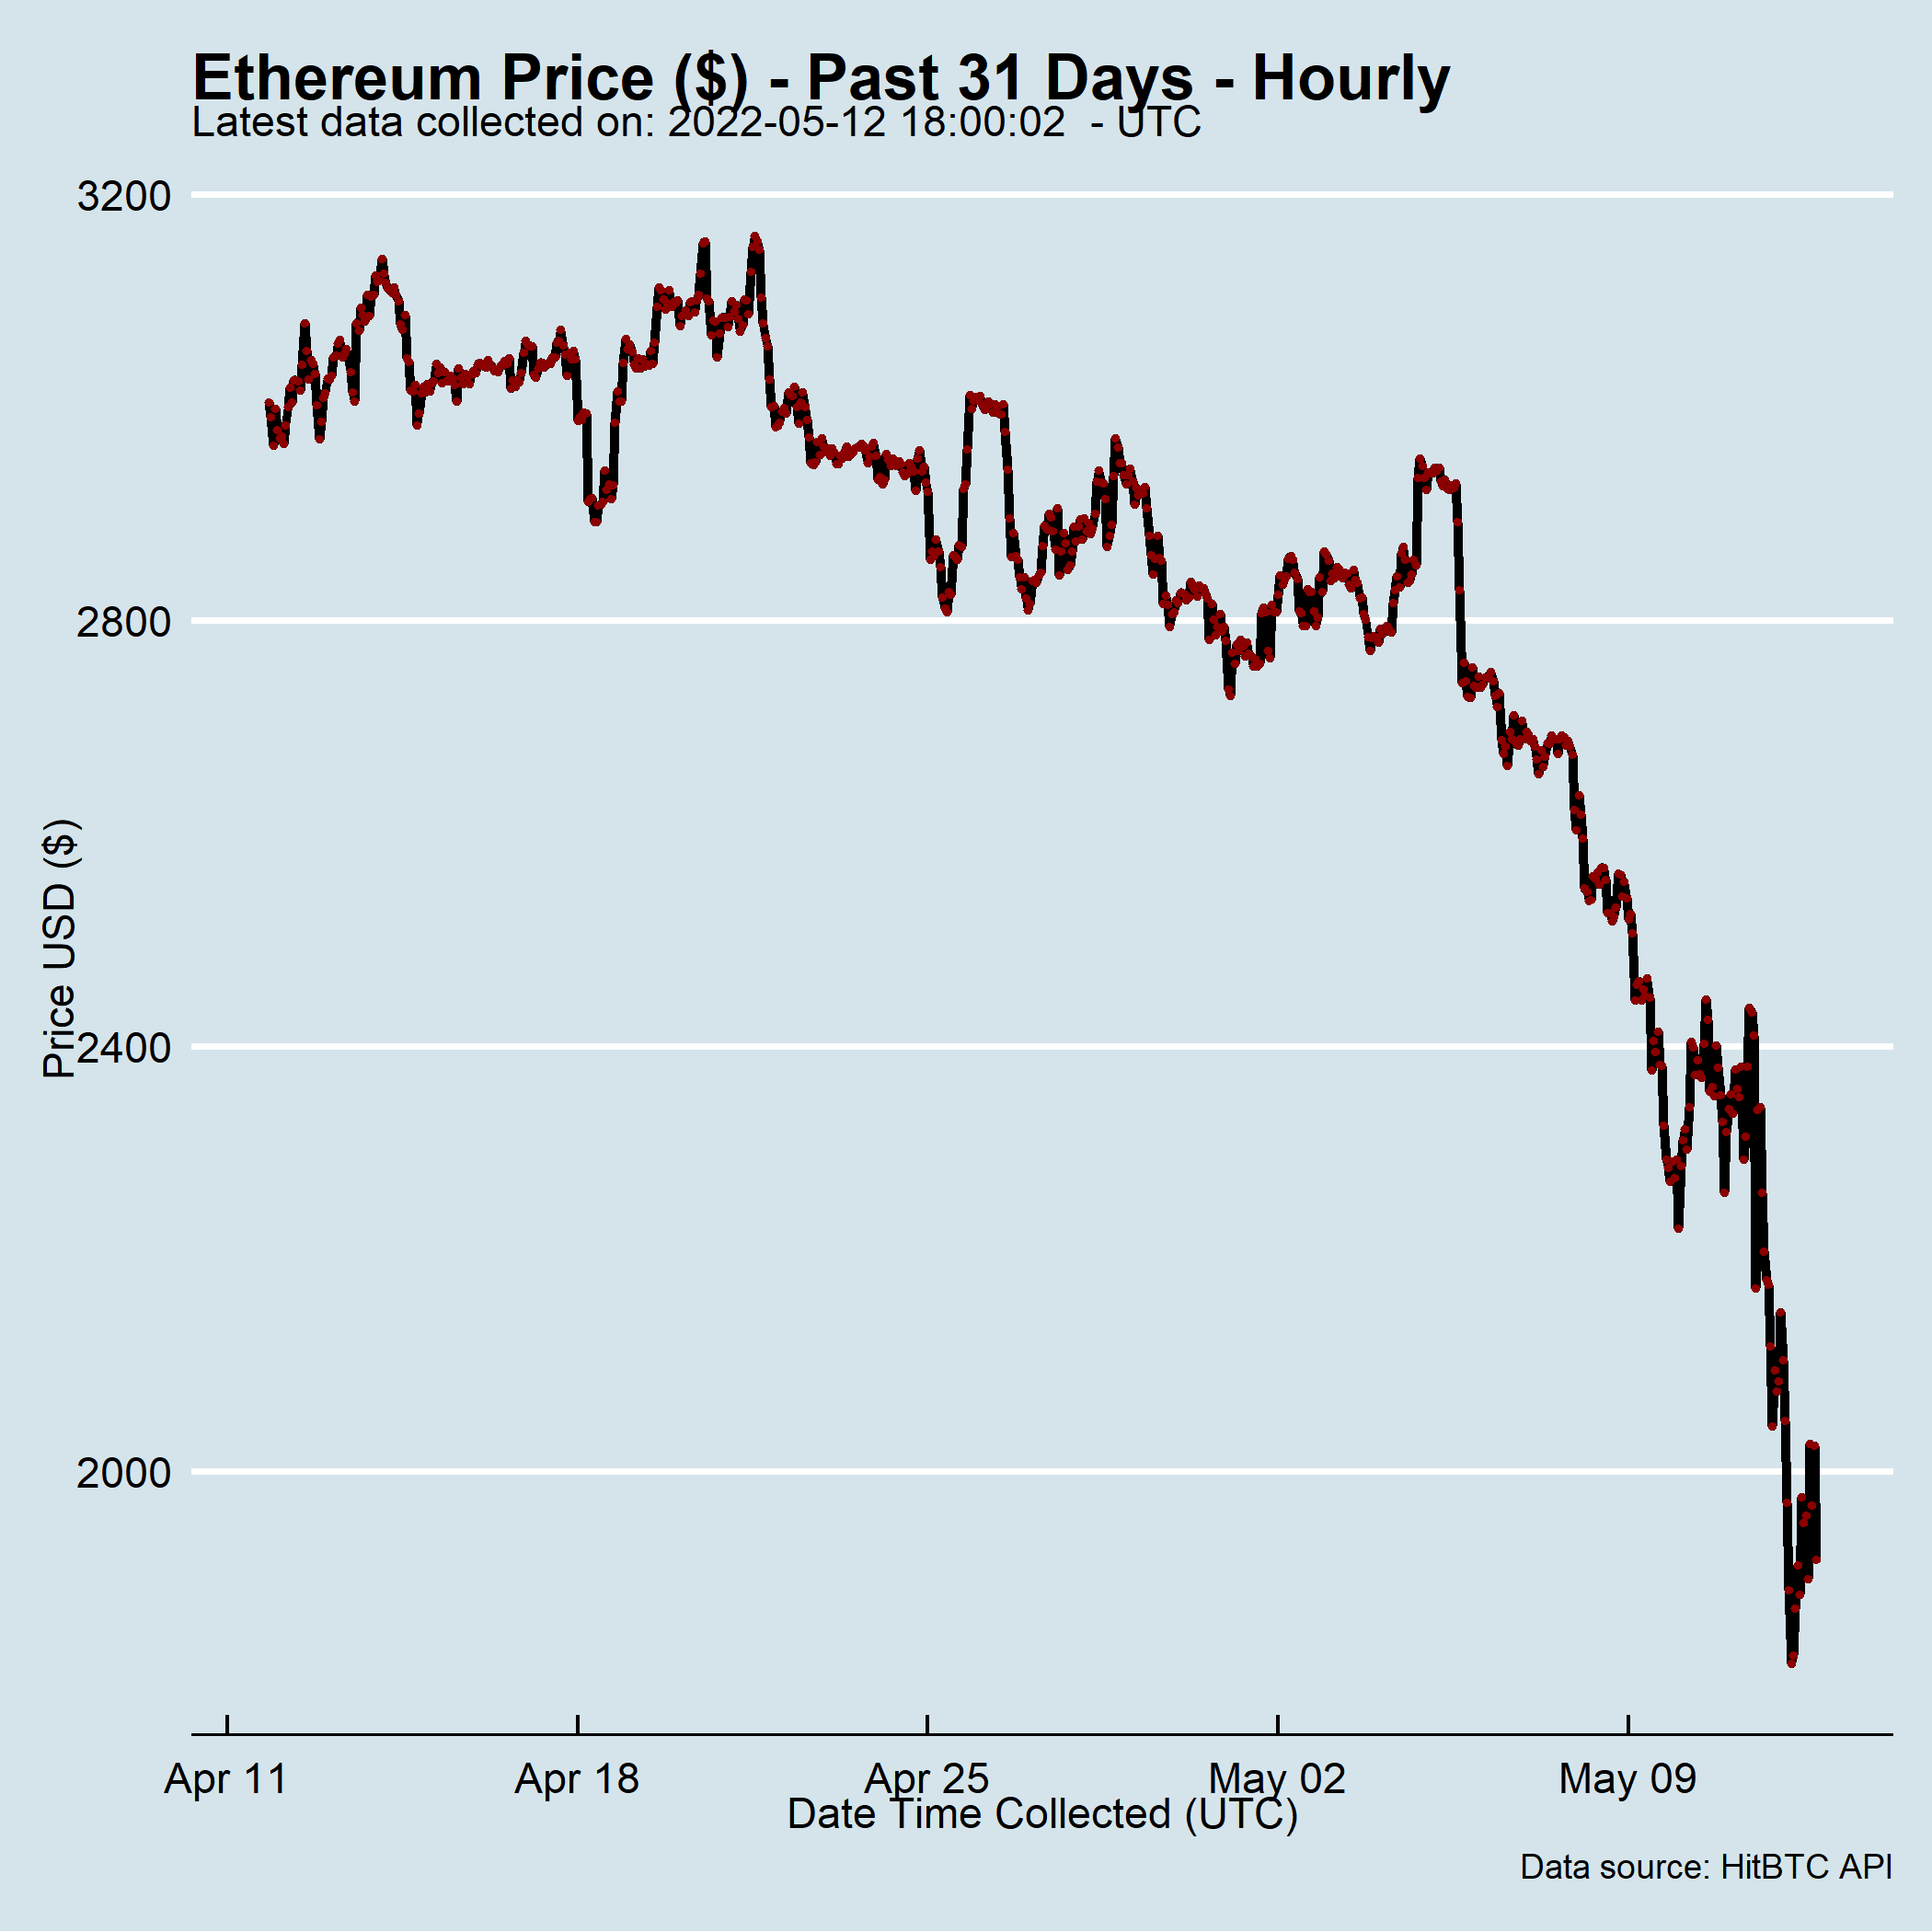 Ethereum Price ($) - Past 31 Days - Hourly
Latest data collected on: 2022-05-12 18:00:02  - UTC
3200
2800
2400
2000
Price USD ($)
Apr 11
Apr 18
Apr 25
May 02
May 09
Date Time Collected (UTC)
Data source: HitBTC API